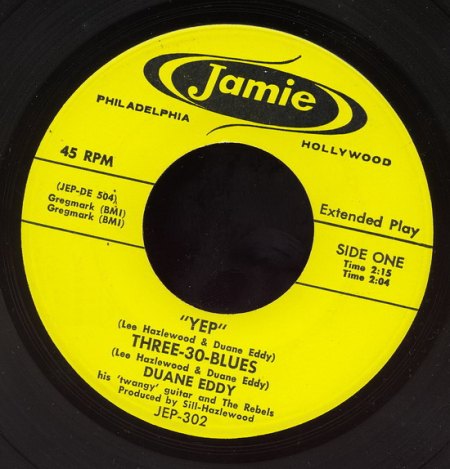 Jamie
PHILADELPHIA
HOLLYWOOD
45 RPM
(JEP-DE 504)
Gregmark (BMI)
Gregmark (BMI)
Extended Play
SIDE ONE
Time 2:15
Time 2:04
"YEP"
(Lee Hazlewood & Duane Eddy)
THREE-30-BLUES
(Lee Hazlewood & Duane Eddy)
DUANE EDDY
his 'twangy' guitar and The Rebels
Produced by Sill-Hazlewood
JEP-302